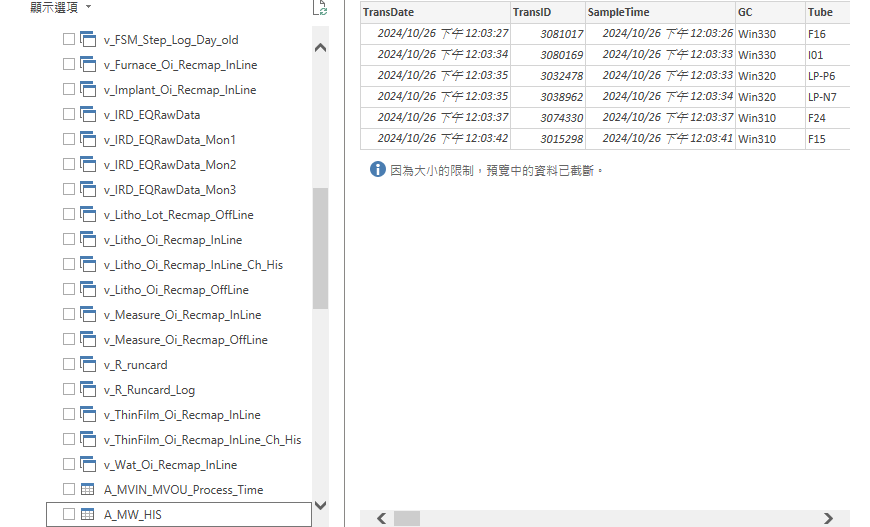 顯示選項
v_FSM_Step_Log_Day_old
v_Furnace_Oi_Recmap_InLine
v_Implant_Oi_Recmap_InLine
v_IRD_EQRawData
v_IRD_EQRawData_Mon1
v_IRD_EQRawData_Mon2
v_IRD_EQRawData_Mon3
v_Litho_Lot_Recmap_OffLine
v_Litho_Oi_Recmap_InLine
v_Litho_Oi_Recmap_InLine_Ch_His
v_Litho_Oi_Recmap_OffLine
v_Measure_Oi_Recmap_InLine
v_Measure_Oi_Recmap_OffLine
v_R_runcard
v_R_Runcard_Log
v_ThinFilm_Oi_Recmap_InLine
v_ThinFilm_Oi_Recmap_InLine_Ch_His
v_Wat_Oi_Recmap_InLine
A_MVIN_MVOU_Process_Time
A_MW_HIS
TransDate TransID SampleTime GC Tube
2024/10/26 下午 12:03:27 3081017 2024/10/26 下午 12:03:26 Win330 F16
2024/10/26 下午 12:03:34 3080169 2024/10/26 下午 12:03:33 Win330 I01
2024/10/26 下午 12:03:35 3032478 2024/10/26 下午 12:03:33 Win320 LP-P6
2024/10/26 下午 12:03:35 3038962 2024/10/26 下午 12:03:34 Win320 LP-N7
2024/10/26 下午 12:03:37 3074330 2024/10/26 下午 12:03:37 Win310 F24
2024/10/26 下午 12:03:42 3015298 2024/10/26 下午 12:03:41 Win310 F15
因為大小的限制，預覽中的資料已截斷。